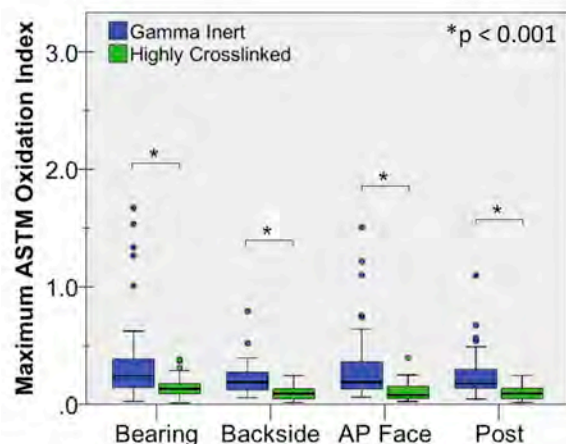 Gamma Inert
Highly Crosslinked
*p < 0.001
Maximum ASTM Oxidation Index
3.0
2.0
1.0
.0
*
*
*
*
Bearing Backside AP Face Post